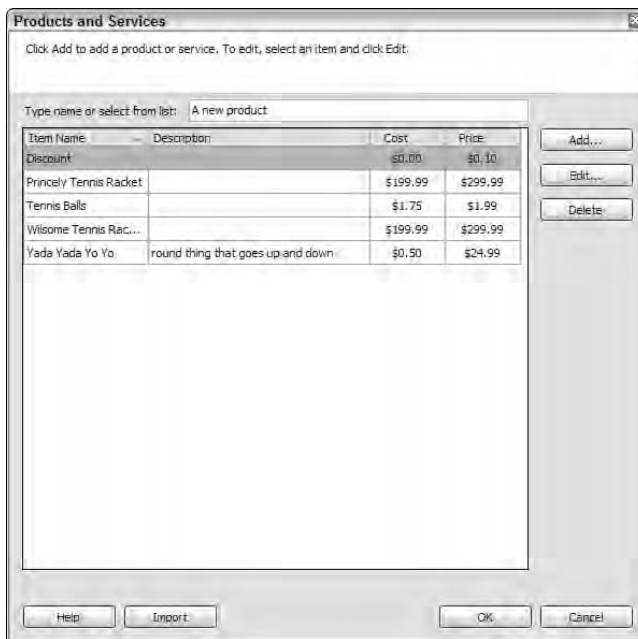 Products and Services
Click Add to add a product or service. To edit, select an item and click Edit.
Type name or select from list: A new product
Item Name Description Cost Price
Discount $0.00 $0.10
Princely Tennis Racket $199.99 $299.99
Tennis Balls $1.75 $1.99
Wilsome Tennis Rac,... $199.99 $299.99
Yada Yada Yo Yo round thing that goes up and down $0.50 $24.99
Add...
Edit...
Delete
Help Import OK Cancel